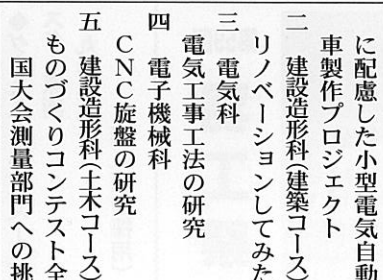 に配慮した小型電気自動
車製作プロジェクト
二 建設造形科(建築コース)
リノベーションしてみた
三 電気科
電気工事工法の研究
四 電子機械科
CNC旋盤の研究
五 建設造形科(土木コース)
ものづくりコンテスト全
国大会測量部門への挑